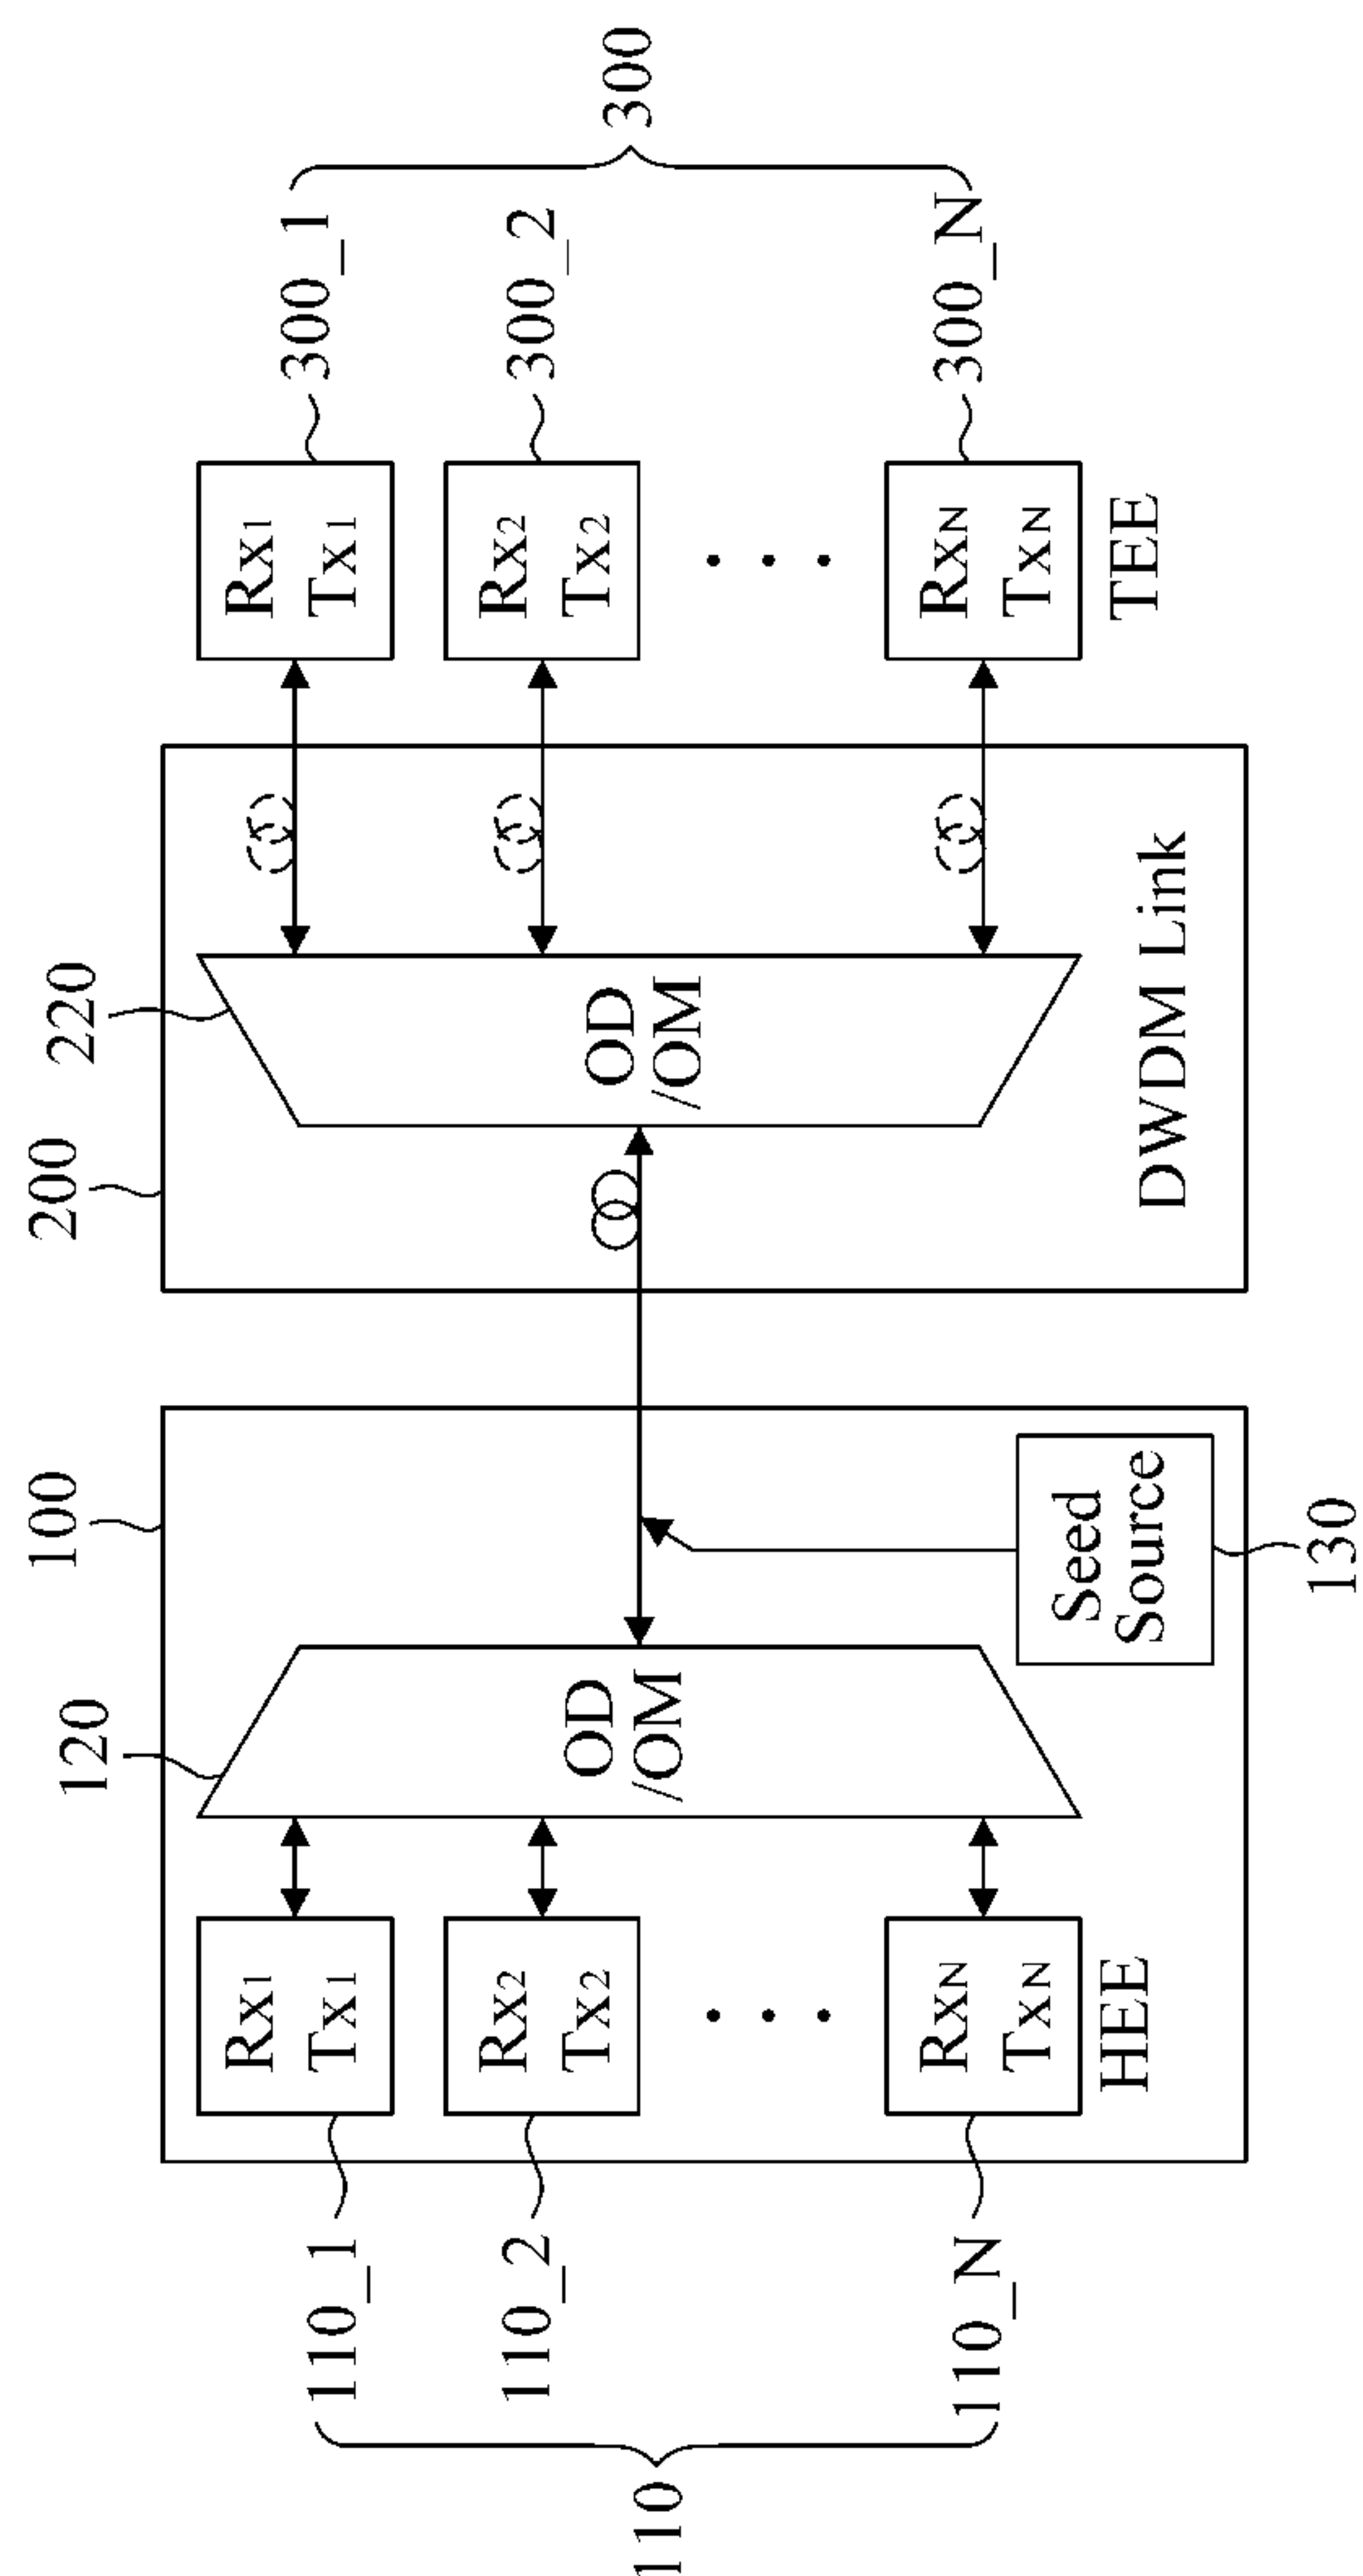 100
120
200
220
110_1
Rx1
Tx1
Rx1
Tx1
300_1
110_2
Rx2
Tx2
Rx2
Tx2
300_2
110
OD
/OM
OD
/OM
300
. . .
. . .
110_N
RxN
TxN
RxN
TxN
300_N
HEE
Seed
Source
DWDM Link
TEE
130